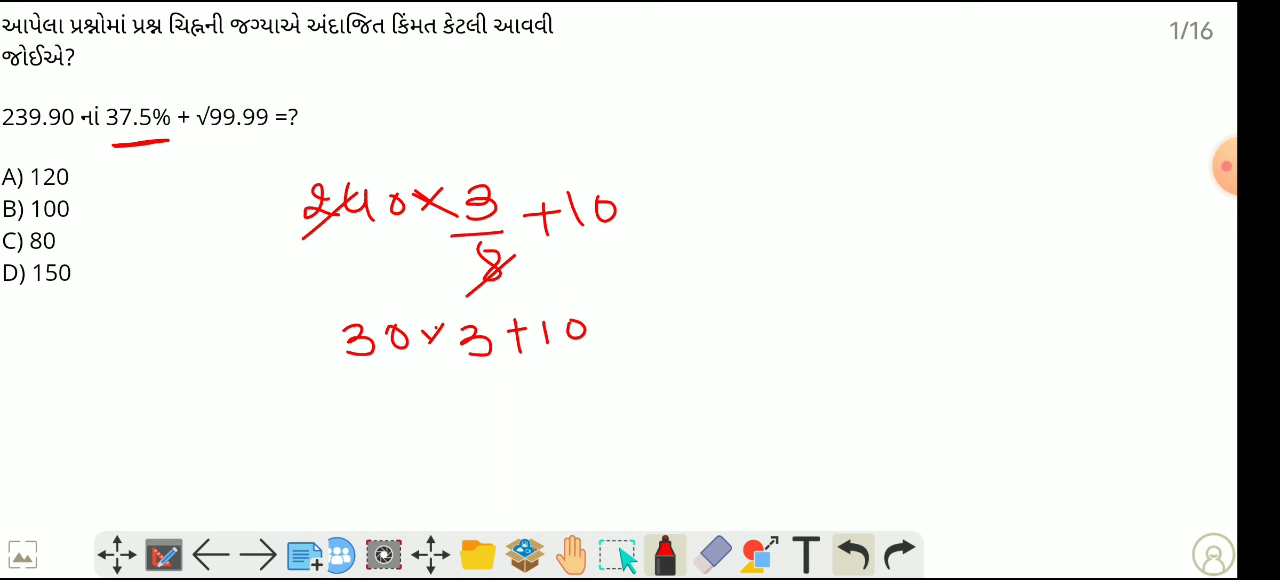 આપેલા પ્રશ્નોમાં પ્રશ્ન ચિહ્નની જગ્યાએ અંદાજિત કિંમત કેટલી આવવી
જોઈએ?
1/16
239.90 નાં 37.5% + √99.99 =?
A) 120
B) 100
C) 80
D) 150
240 × 3/8 + 10
30 × 3 + 10
T